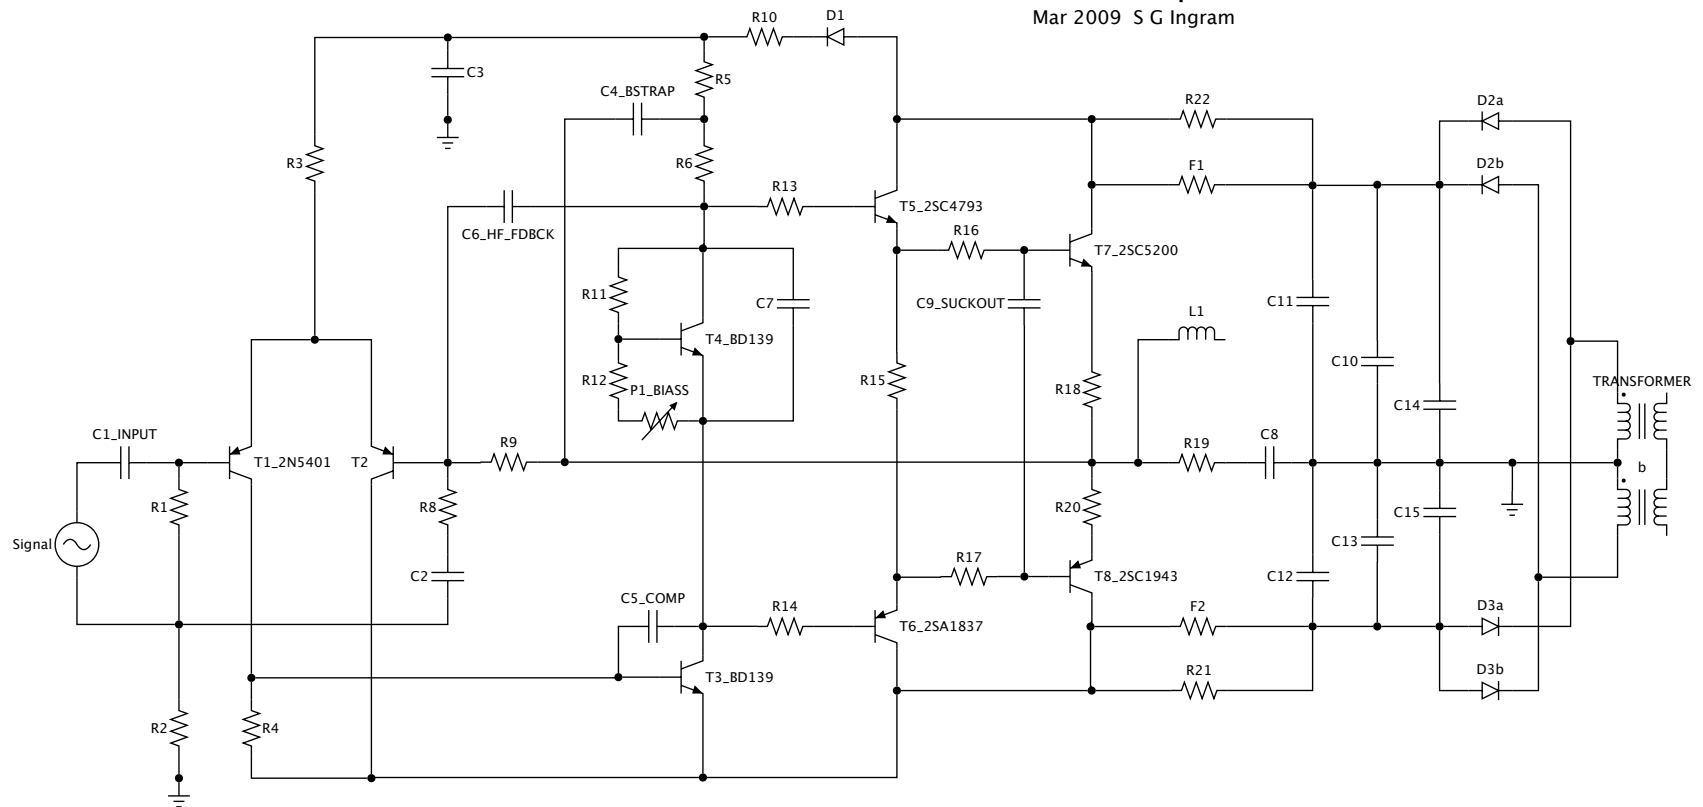 Mar 2009 S G Ingram
R10
D1
C3
R5
C4_BSTRAP
R22
D2a
R3
R6
F1
D2b
R13
T5_2SC4793
C6_HF_FDBCK
R16
T7_2SC5200
R11
C7
C9_SUCKOUT
C11
L1
T4_BD139
C10
R12
P1_BIASS
R15
R18
TRANSFORMER
C14
C1_INPUT
R9
R19
C8
T1_2N5401
T2
b
R1
R8
R20
C15
Signal
C13
R17
C2
T8_2SC1943
C12
C5_COMP
R14
F2
D3a
T6_2SA1837
T3_BD139
R21
D3b
R2
R4